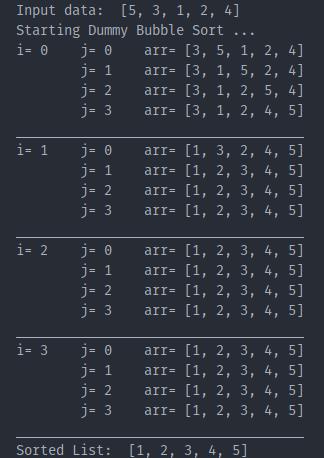 Input data:  [5, 3, 1, 2, 4]
Starting Dummy Bubble Sort ...
i= 0    j= 0    arr= [3, 5, 1, 2, 4]
        j= 1    arr= [3, 1, 5, 2, 4]
        j= 2    arr= [3, 1, 2, 5, 4]
        j= 3    arr= [3, 1, 2, 4, 5]
____________________________________
i= 1    j= 0    arr= [1, 3, 2, 4, 5]
        j= 1    arr= [1, 2, 3, 4, 5]
        j= 2    arr= [1, 2, 3, 4, 5]
        j= 3    arr= [1, 2, 3, 4, 5]
____________________________________
i= 2    j= 0    arr= [1, 2, 3, 4, 5]
        j= 1    arr= [1, 2, 3, 4, 5]
        j= 2    arr= [1, 2, 3, 4, 5]
        j= 3    arr= [1, 2, 3, 4, 5]
____________________________________
i= 3    j= 0    arr= [1, 2, 3, 4, 5]
        j= 1    arr= [1, 2, 3, 4, 5]
        j= 2    arr= [1, 2, 3, 4, 5]
        j= 3    arr= [1, 2, 3, 4, 5]
____________________________________
Sorted List:  [1, 2, 3, 4, 5]